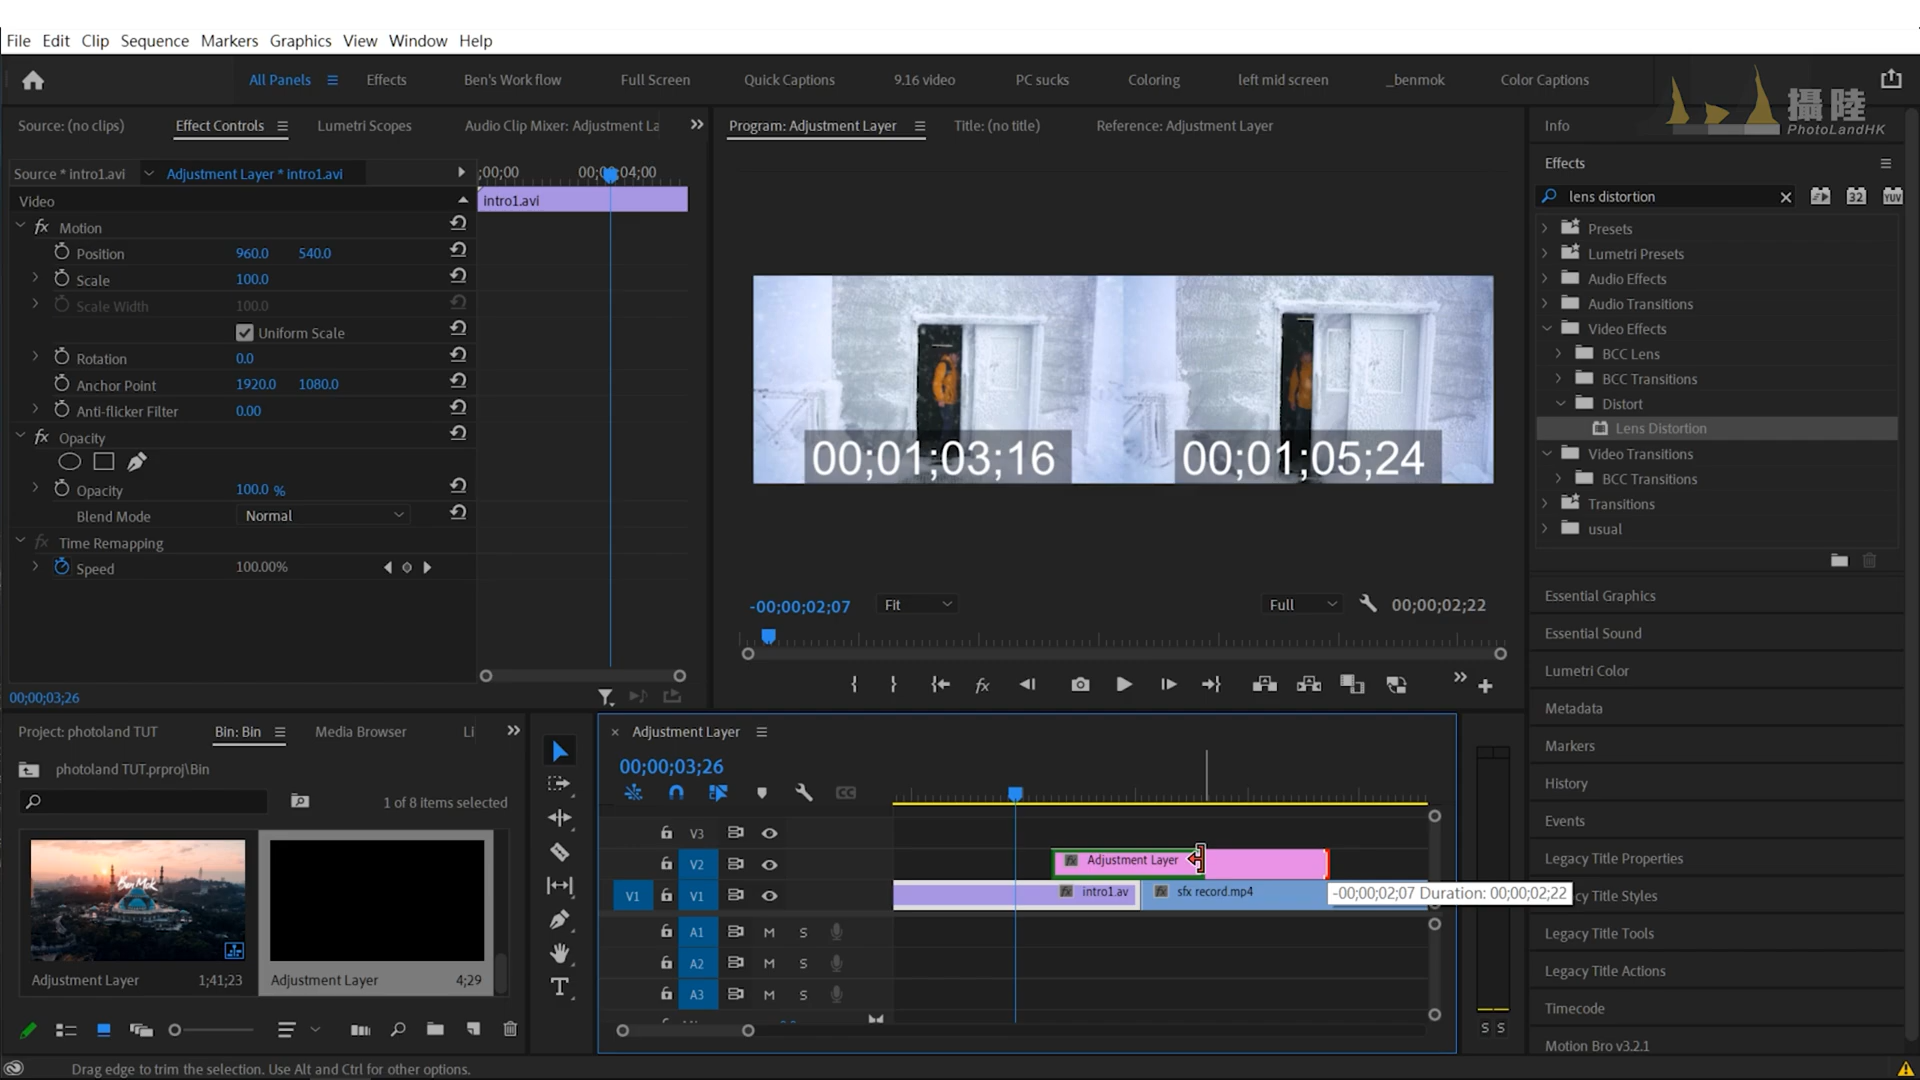 File Edit Clip Sequence Markers Graphics View Window Help
All Panels Effects Ben's Work flow Full Screen Quick Captions 9.16 video PC sucks Coloring left mid screen _benmok Color Captions
攝陸
PhotoLandHK
Source: (no clips) Effect Controls Lumetri Scopes Audio Clip Mixer: Adjustment La
Program: Adjustment Layer Title: (no title) Reference: Adjustment Layer
Info
Effects
lens distortion
32 YUV
Presets
Lumetri Presets
Audio Effects
Audio Transitions
Video Effects
BCC Lens
BCC Transitions
Distort
Lens Distortion
Video Transitions
BCC Transitions
Transitions
usual
Source * intro1.avi Adjustment Layer * intro1.avi
;00;00 00;00;04;00
Video
intro1.avi
fx Motion
Position 960.0 540.0
Scale 100.0
Scale Width 100.0
Uniform Scale
Rotation 0.0
Anchor Point 1920.0 1080.0
Anti-flicker Filter 0.00
fx Opacity
Opacity 100.0 %
Blend Mode Normal
fx Time Remapping
Speed 100.00%
00;00;03;26
00;01;03;16 00;01;05;24
-00;00;02;07 Fit Full 00;00;02;22
fx
Essential Graphics
Essential Sound
Lumetri Color
Metadata
Markers
History
Events
Legacy Title Properties
cy Title Styles
Legacy Title Tools
Legacy Title Actions
Timecode
Motion Bro v3.2.1
Project: photoland TUT Bin: Bin Media Browser Li
photoland TUT.prproj\Bin
1 of 8 items selected
Ben Mok
Adjustment Layer 1;41;23
Adjustment Layer 4;29
T
× Adjustment Layer
00;00;03;26
CC
V3
V2
fx Adjustment Layer
V1 V1
fx intro1.av fx sfx record.mp4
-00;00;02;07 Duration: 00;00;02;22
A1 M S
A2 M S
A3 M S
S S
Drag edge to trim the selection. Use Alt and Ctrl for other options.